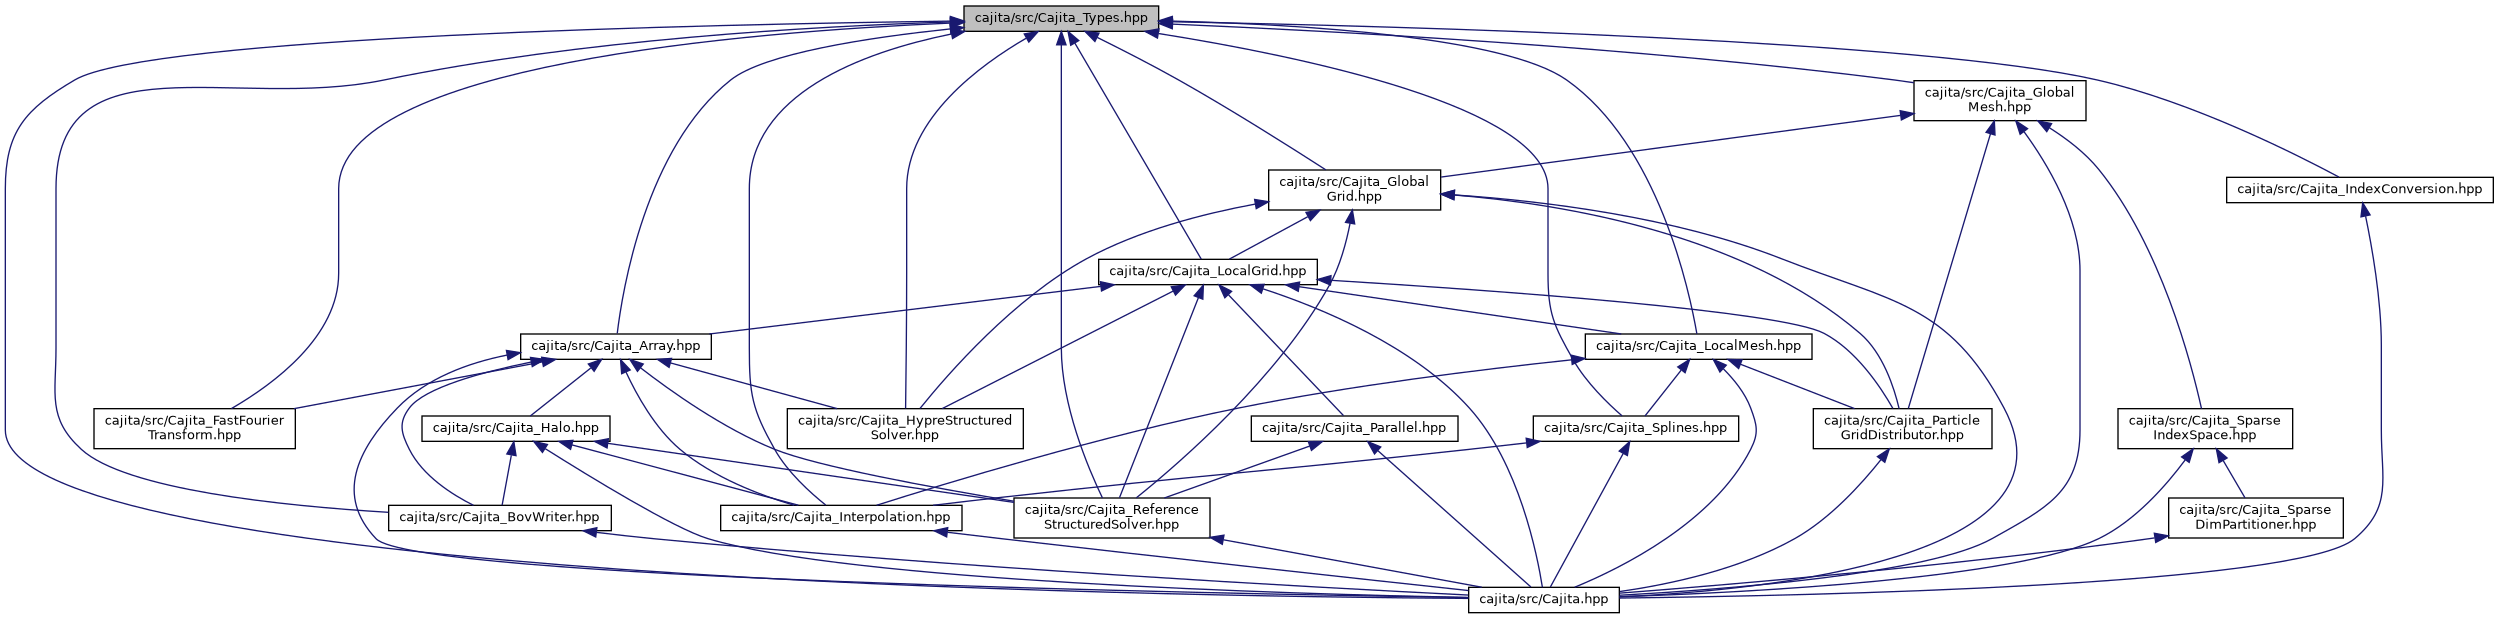 cajita/src/Cajita_Types.hpp
cajita/src/Cajita_Global
Mesh.hpp
cajita/src/Cajita_Global
Grid.hpp
cajita/src/Cajita_IndexConversion.hpp
cajita/src/Cajita_LocalGrid.hpp
cajita/src/Cajita_Array.hpp
cajita/src/Cajita_LocalMesh.hpp
cajita/src/Cajita_FastFourier
Transform.hpp
cajita/src/Cajita_Halo.hpp
cajita/src/Cajita_HypreStructured
Solver.hpp
cajita/src/Cajita_Parallel.hpp
cajita/src/Cajita_Splines.hpp
cajita/src/Cajita_Particle
GridDistributor.hpp
cajita/src/Cajita_Sparse
IndexSpace.hpp
cajita/src/Cajita_BovWriter.hpp
cajita/src/Cajita_Interpolation.hpp
cajita/src/Cajita_Reference
StructuredSolver.hpp
cajita/src/Cajita_Sparse
DimPartitioner.hpp
cajita/src/Cajita.hpp